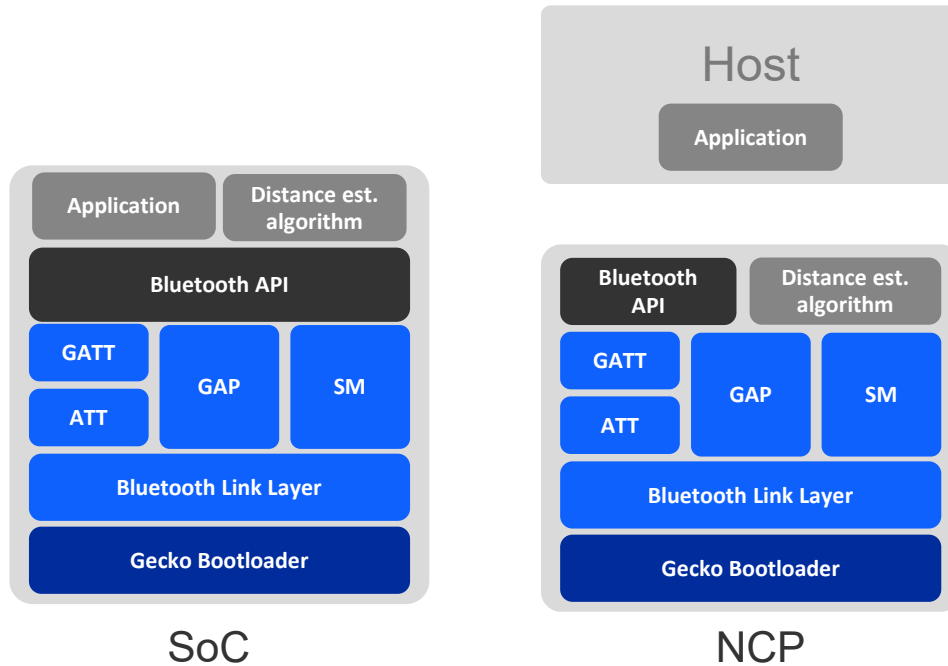 Host
Application
Application
Distance est.
algorithm
Bluetooth API
GATT
ATT
GAP
SM
Bluetooth Link Layer
Gecko Bootloader
SoC
Bluetooth
API
Distance est.
algorithm
GATT
ATT
GAP
SM
Bluetooth Link Layer
Gecko Bootloader
NCP